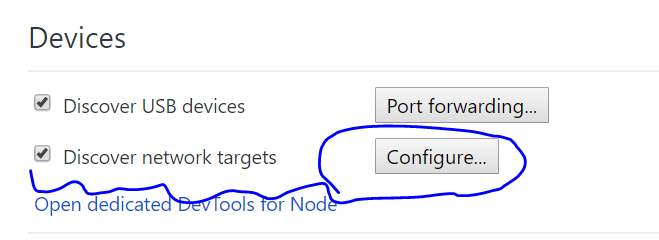 Devices
Discover USB devices Port forwarding...
Discover network targets Configure...
Open dedicated DevTools for Node